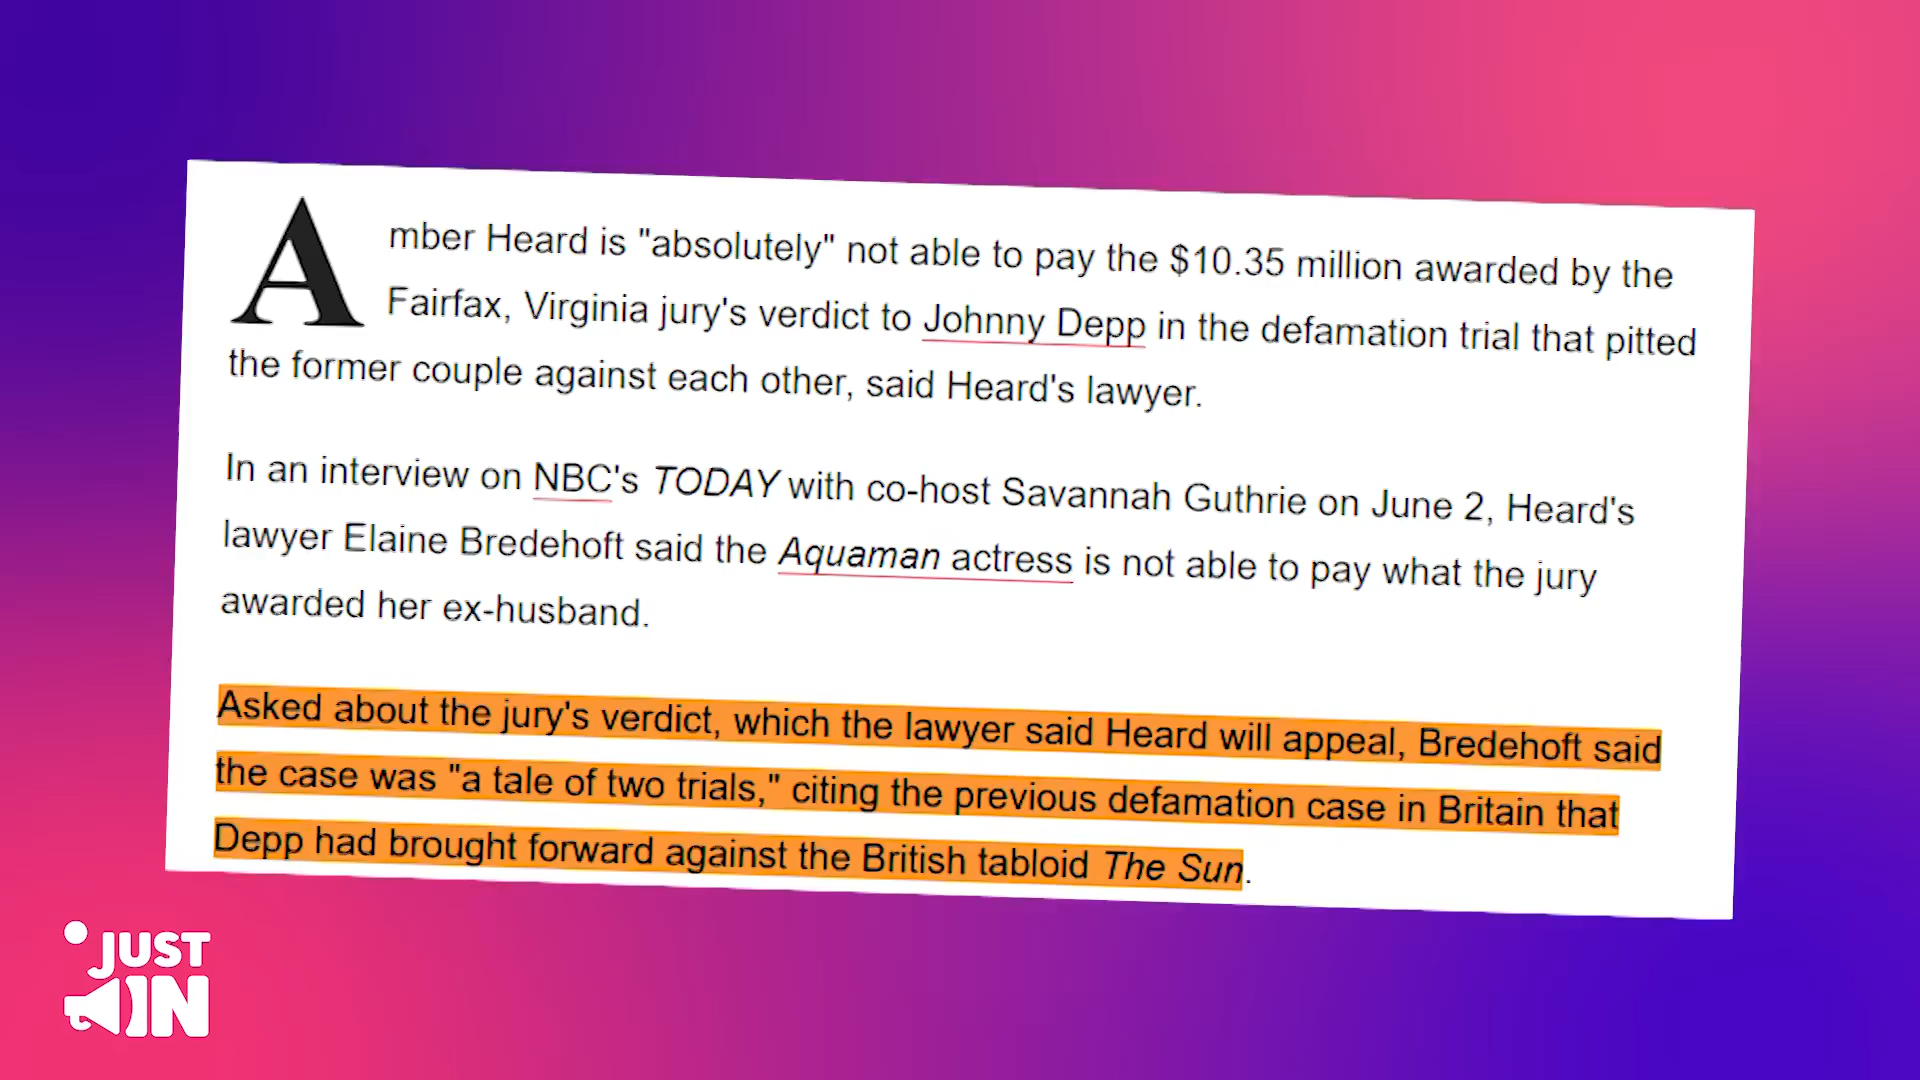 Amber Heard is "absolutely" not able to pay the $10.35 million awarded by the
Fairfax, Virginia jury's verdict to Johnny Depp in the defamation trial that pitted
the former couple against each other, said Heard's lawyer.
In an interview on NBC's TODAY with co-host Savannah Guthrie on June 2, Heard's
lawyer Elaine Bredehoft said the Aquaman actress is not able to pay what the jury
awarded her ex-husband.
Asked about the jury's verdict, which the lawyer said Heard will appeal, Bredehoft said
the case was "a tale of two trials," citing the previous defamation case in Britain that
Depp had brought forward against the British tabloid The Sun.
JUST
IN